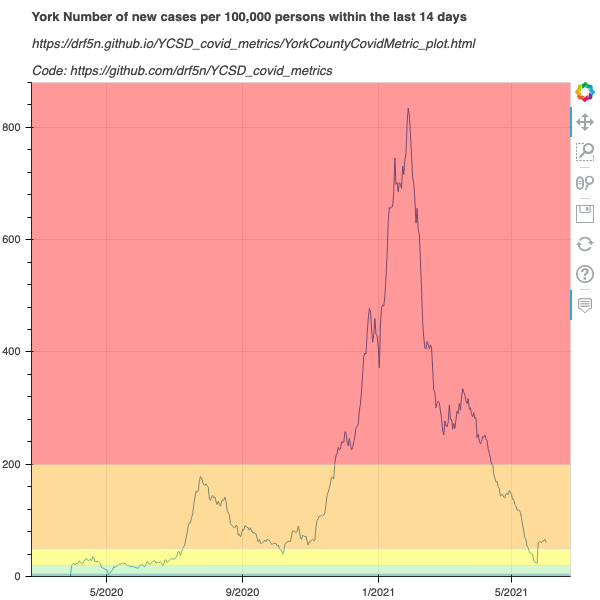 York Number of new cases per 100,000 persons within the last 14 days
https://drf5n.github.io/YCSD_covid_metrics/YorkCountyCovidMetric_plot.html
Code: https://github.com/drf5n/YCSD_covid_metrics
800
600
400
200
0
5/2020 9/2020 1/2021 5/2021